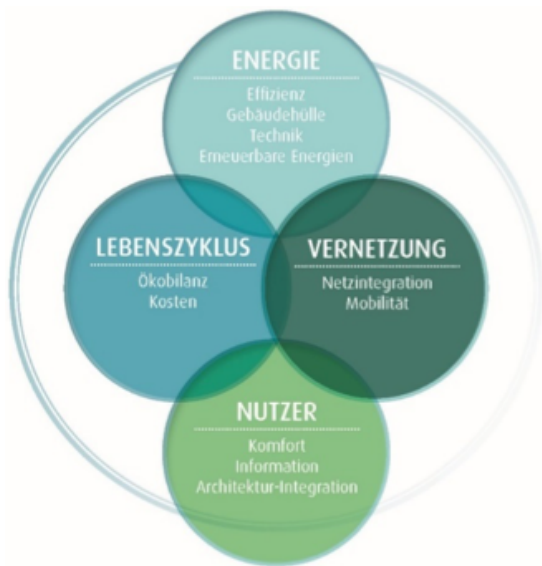 ENERGIE
Effizienz
Gebäudehülle
Technik
Erneuerbare Energien
LEBENSZYKLUS
Ökobilanz
Kosten
VERNETZUNG
Netzintegration
Mobilität
NUTZER
Komfort
Information
Architektur-Integration